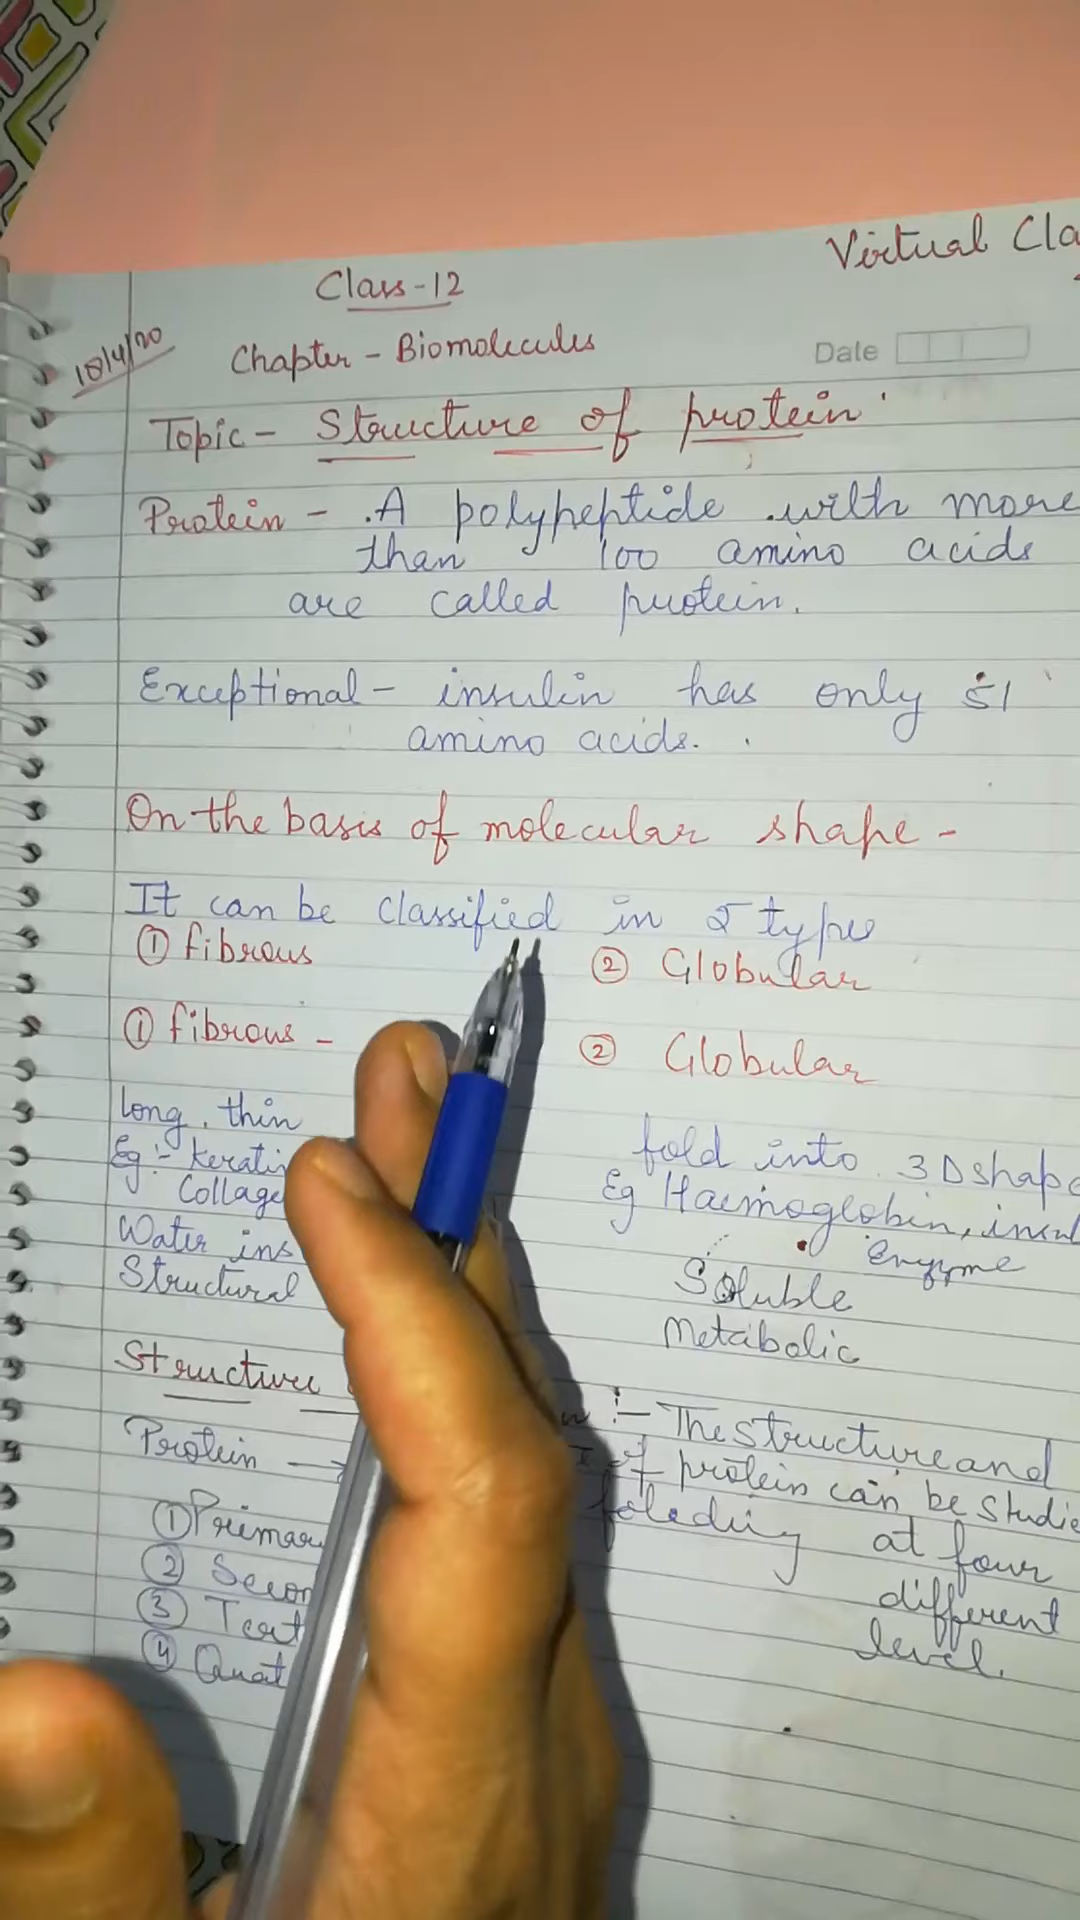 Virtual Cla
Class-12
18/4/20
Chapter - Biomolecules
Date
Topic - Structure of protein
Protein - A polypeptide with more
than 100 amino acids
are called protein.
Exceptional - insulin has only 51
amino acids.
On the basis of molecular shape -
It can be classified in 2 types
① fibrous ② Globular
① fibrous - ② Globular
long, thin
fold into 3D shape
Eg :- Kerati
Eg Haemoglobin, insul
Collage
Enzyme
Water ins
Soluble
Structural
Metabolic
Structure :- The structure and
Protein → of protein can be studie
foleding at four
① Primar
different
② Secon
level.
③ Tert
④ Quat